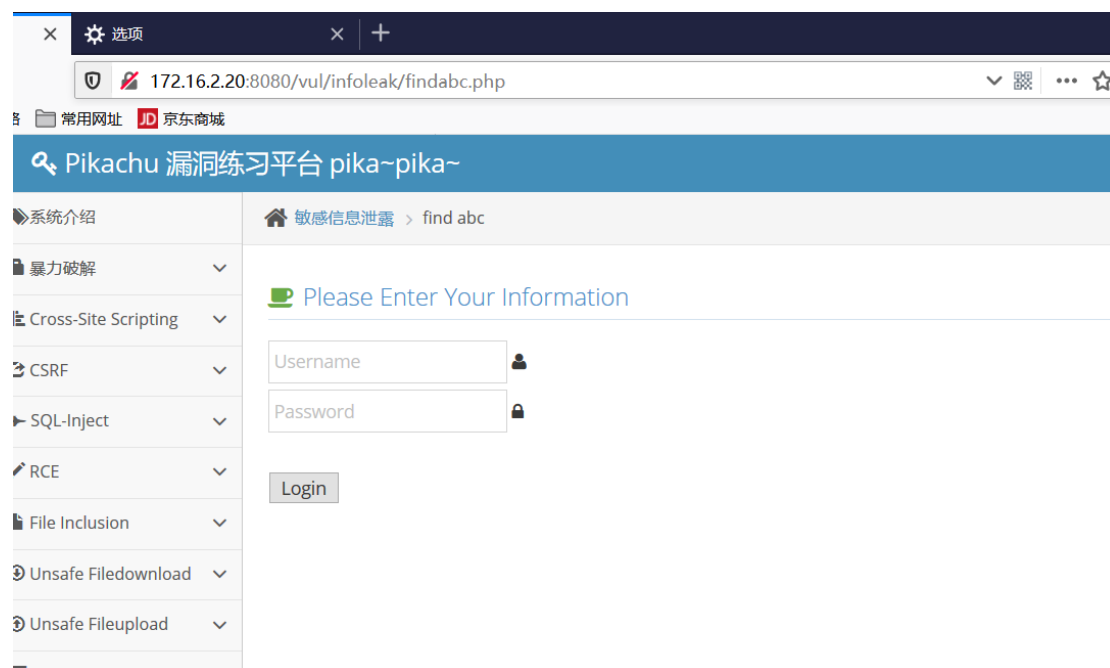 选项
172.16.2.20:8080/vul/infoleak/findabc.php
常用网址 JD 京东商城
Pikachu 漏洞练习平台 pika~pika~
系统介绍
敏感信息泄露 > find abc
暴力破解
Please Enter Your Information
Cross-Site Scripting
Username
CSRF
Password
SQL-Inject
RCE
Login
File Inclusion
Unsafe Filedownload
Unsafe Fileupload